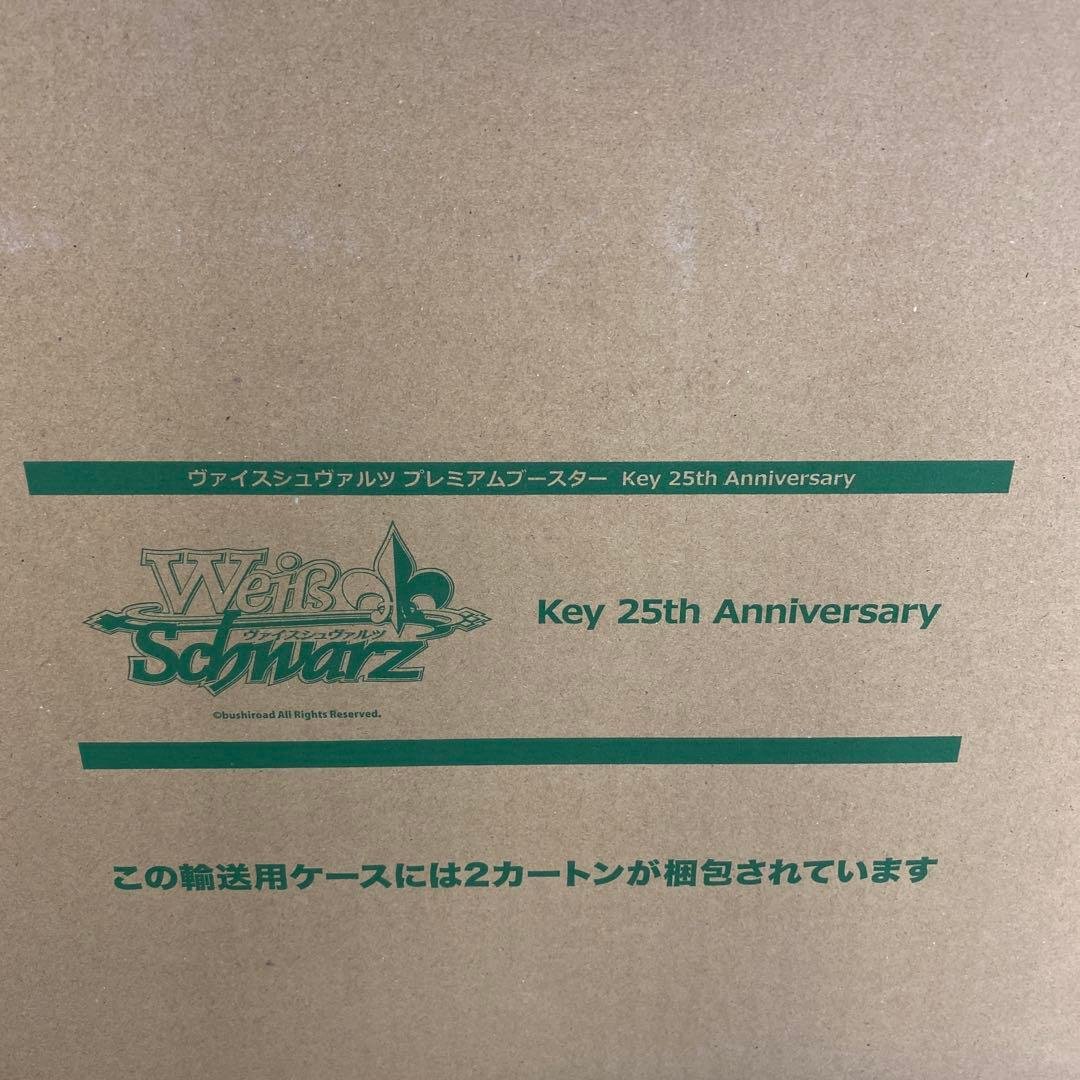 ヴァイスシュヴァルツ プレミアムブースター Key 25th Anniversary
Weiß
ヴァイスシュヴァルツ
Schwarz
Key 25th Anniversary
©bushiroad All Rights Reserved.
この輸送用ケースには2カートンが梱包されています